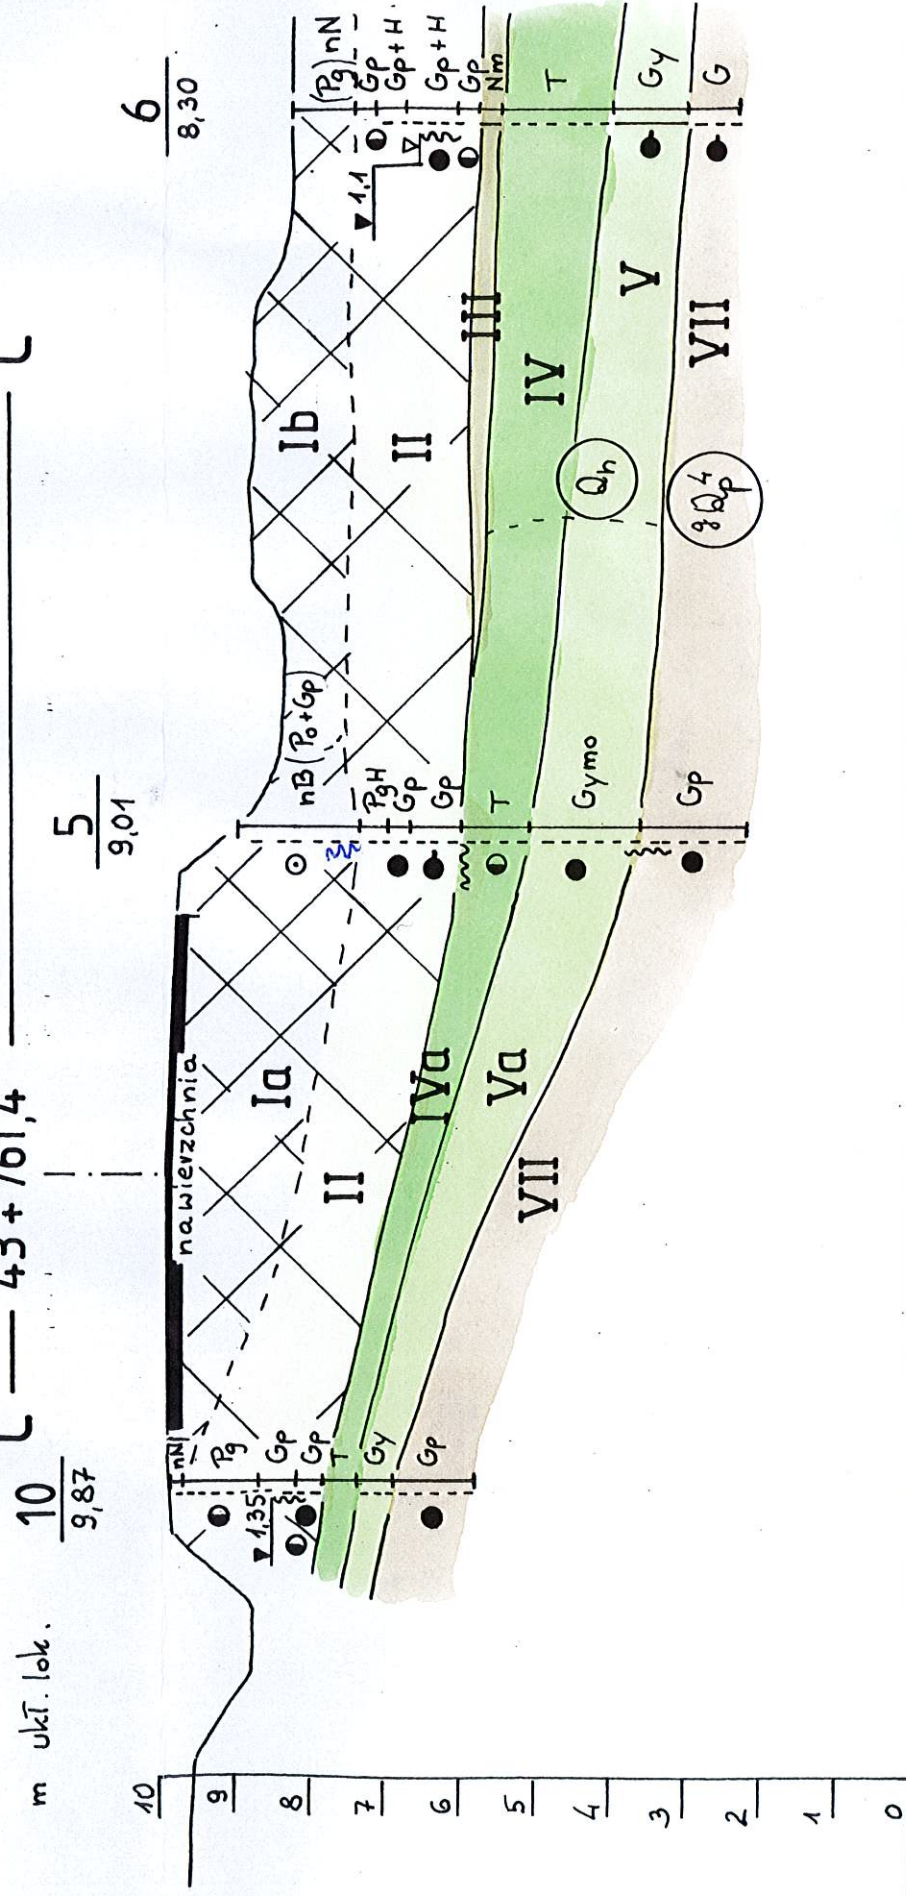 L — 43 + 761,4 — L
m ukł. lok.
10
9,87
5
9,01
6
8,30
10
9
8
7
6
5
4
3
2
1
0
nawierzchnia
nN
Pg
Gp
Gp
T
Gy
Gp
1,35
Ia
II
IVa
Va
VII
nB (Po+Gp)
PgH
Gp
Gp
T
Gymo
Gp
Ib
II
III
IV
V
VII
Qh
gQp4
1,1
(Pg) nN
Gp
Gp+H
Gp+H
Gp
Nm
T
Gy
G